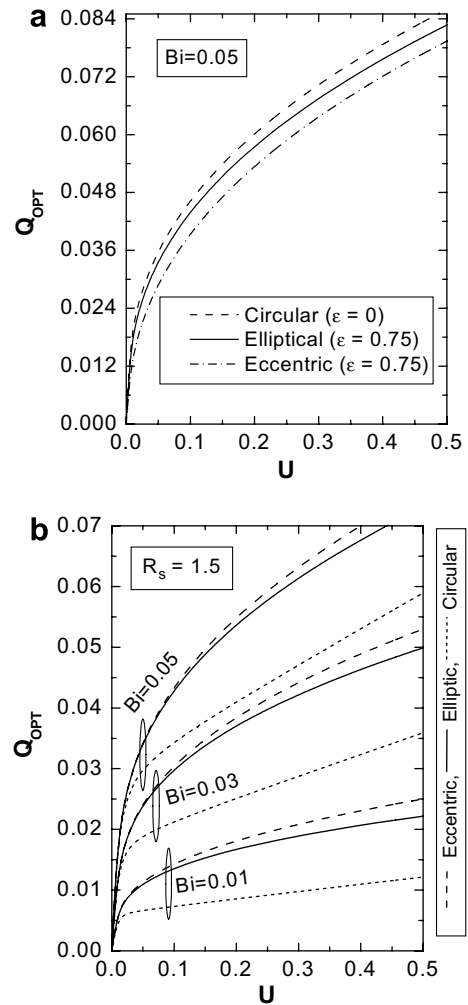 a
Bi=0.05
0.084
0.072
0.060
0.048
0.036
0.024
0.012
0.000
Q_OPT
Circular (ε = 0)
Elliptical (ε = 0.75)
Eccentric (ε = 0.75)
0.0 0.1 0.2 0.3 0.4 0.5
U
b
R_s = 1.5
0.07
0.06
0.05
0.04
0.03
0.02
0.01
0.00
Q_OPT
Bi=0.05
Bi=0.03
Bi=0.01
0.0 0.1 0.2 0.3 0.4 0.5
U
Eccentric, Elliptic, Circular